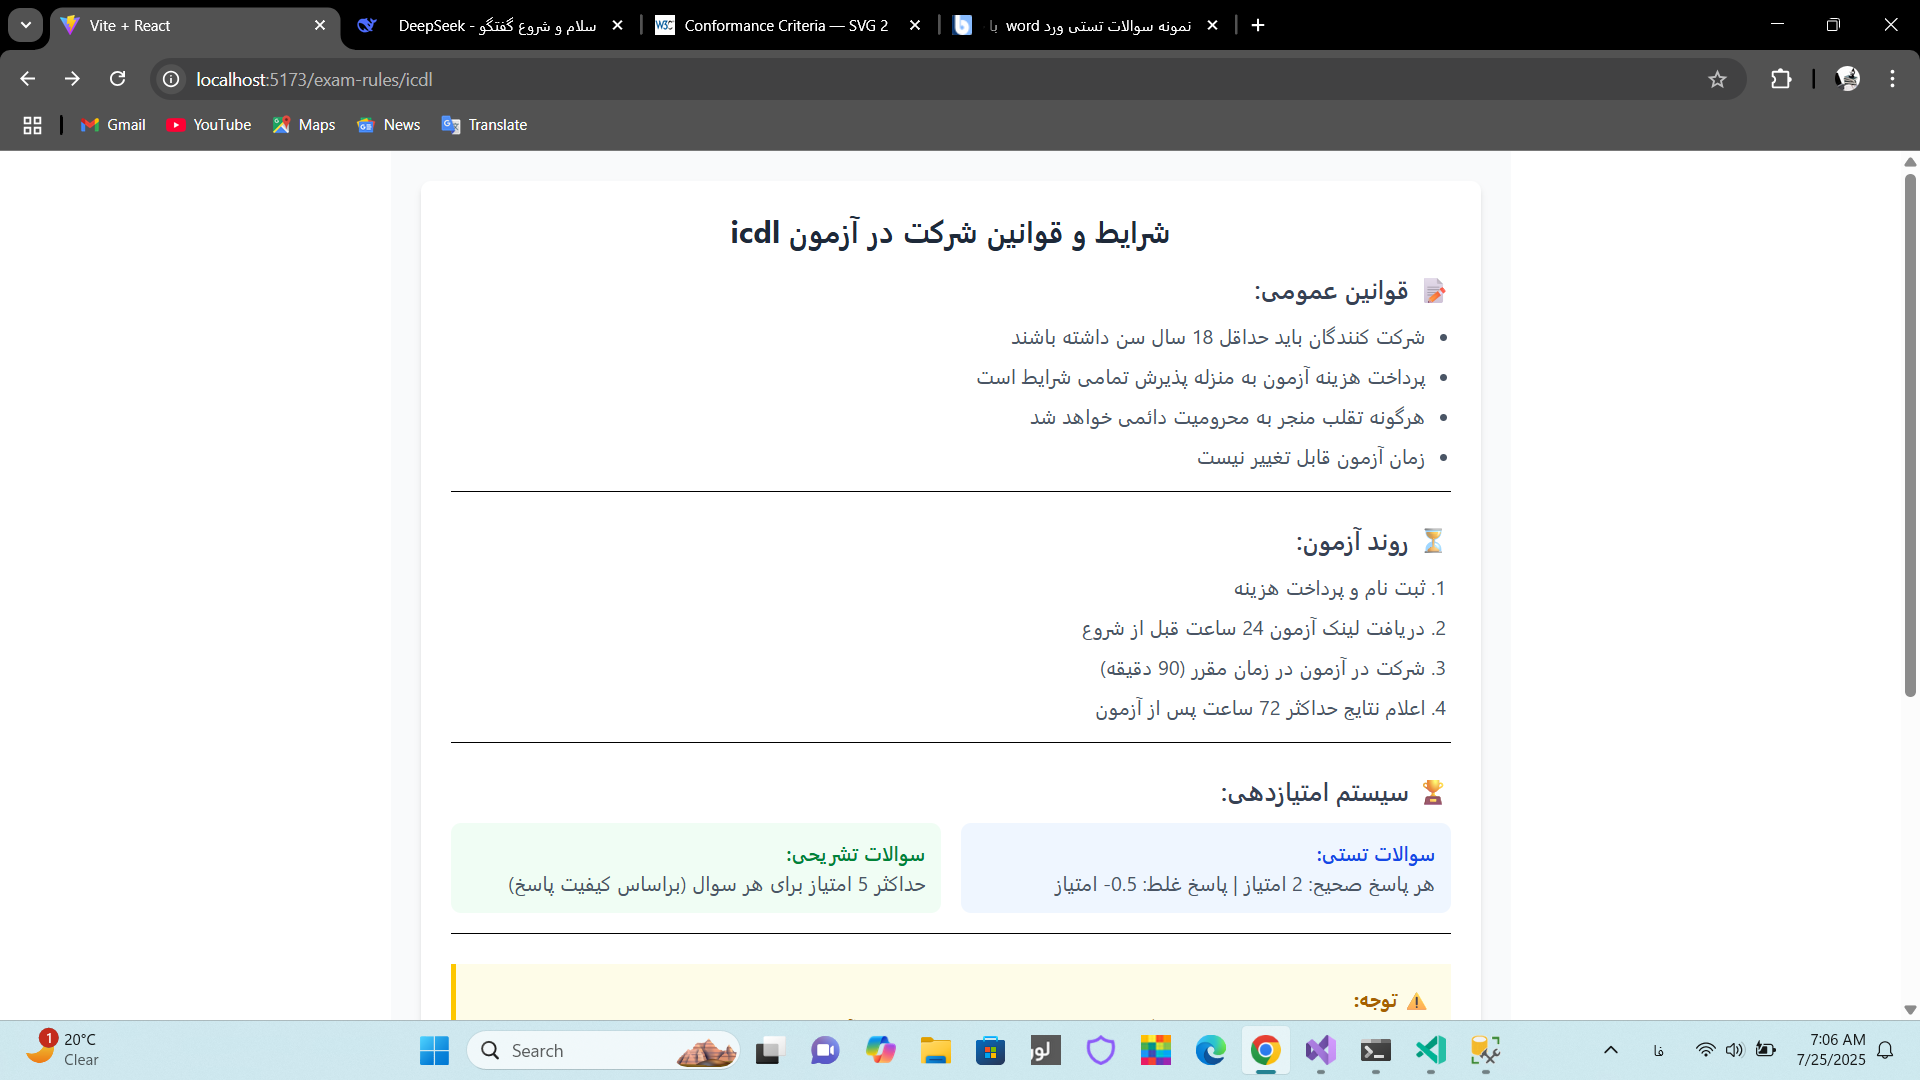 Vite + React
سلام و شروع گفتگو - DeepSeek
Conformance Criteria — SVG 2
نمونه سوالات تستی ورد word با
localhost:5173/exam-rules/icdl
Gmail
YouTube
Maps
News
Translate
شرایط و قوانین شرکت در آزمون icdl
📝 قوانین عمومی:
• شرکت کنندگان باید حداقل 18 سال سن داشته باشند
• پرداخت هزینه آزمون به منزله پذیرش تمامی شرایط است
• هرگونه تقلب منجر به محرومیت دائمی خواهد شد
• زمان آزمون قابل تغییر نیست
⏳ روند آزمون:
1. ثبت نام و پرداخت هزینه
2. دریافت لینک آزمون 24 ساعت قبل از شروع
3. شرکت در آزمون در زمان مقرر (90 دقیقه)
4. اعلام نتایج حداکثر 72 ساعت پس از آزمون
🏆 سیستم امتیازدهی:
سوالات تستی:
هر پاسخ صحیح: 2 امتیاز | پاسخ غلط: 0.5- امتیاز
سوالات تشریحی:
حداکثر 5 امتیاز برای هر سوال (براساس کیفیت پاسخ)
⚠️ توجه:
1
20°C
Clear
Search
لور
فا
7:06 AM
7/25/2025